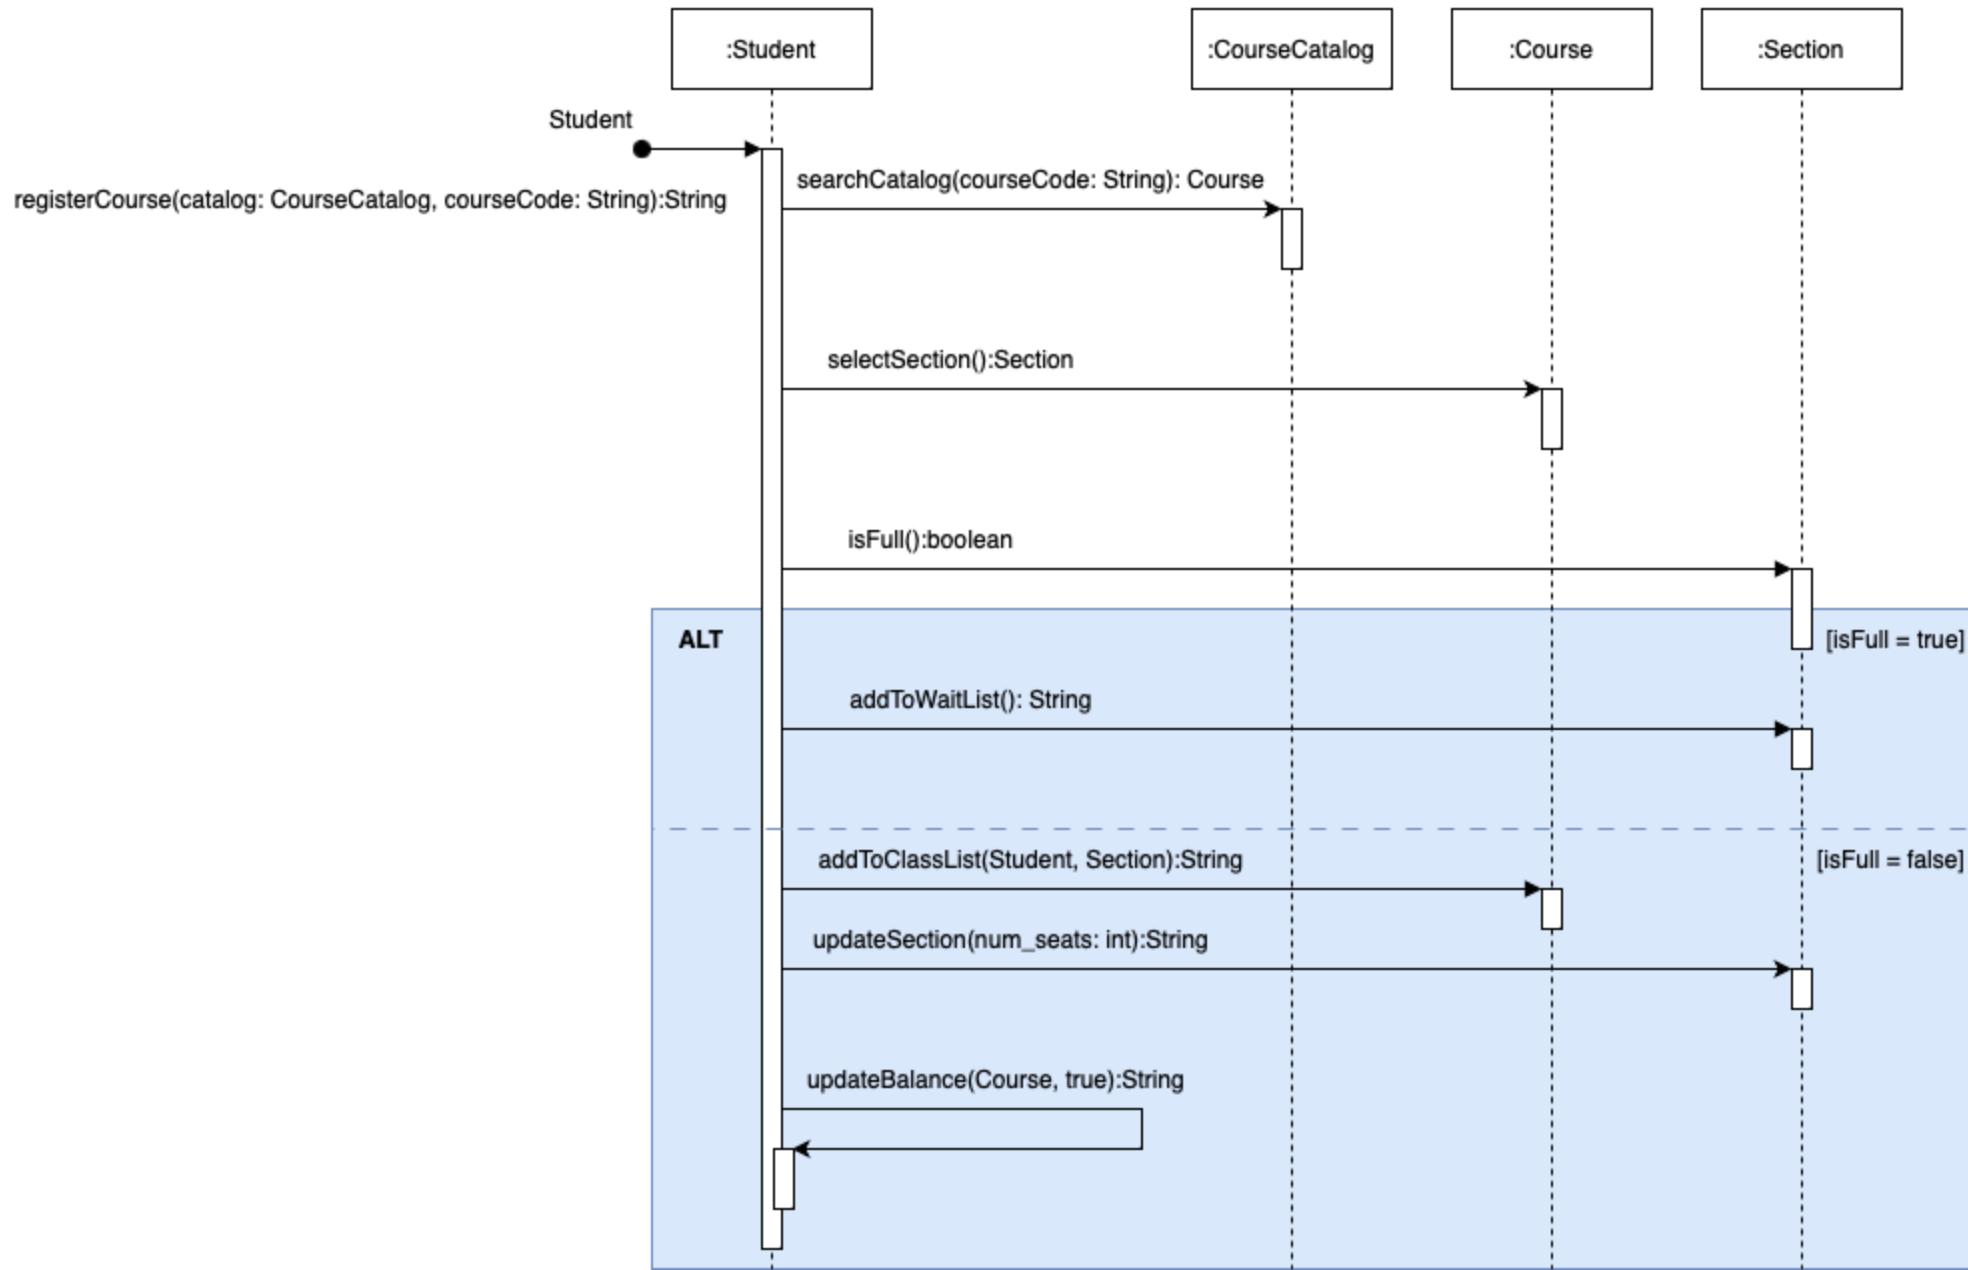 :Student
:CourseCatalog
:Course
:Section
Student
searchCatalog(courseCode: String): Course
registerCourse(catalog: CourseCatalog, courseCode: String):String
selectSection():Section
isFull():boolean
ALT
[isFull = true]
addToWaitList(): String
addToClassList(Student, Section):String
[isFull = false]
updateSection(num_seats: int):String
updateBalance(Course, true):String